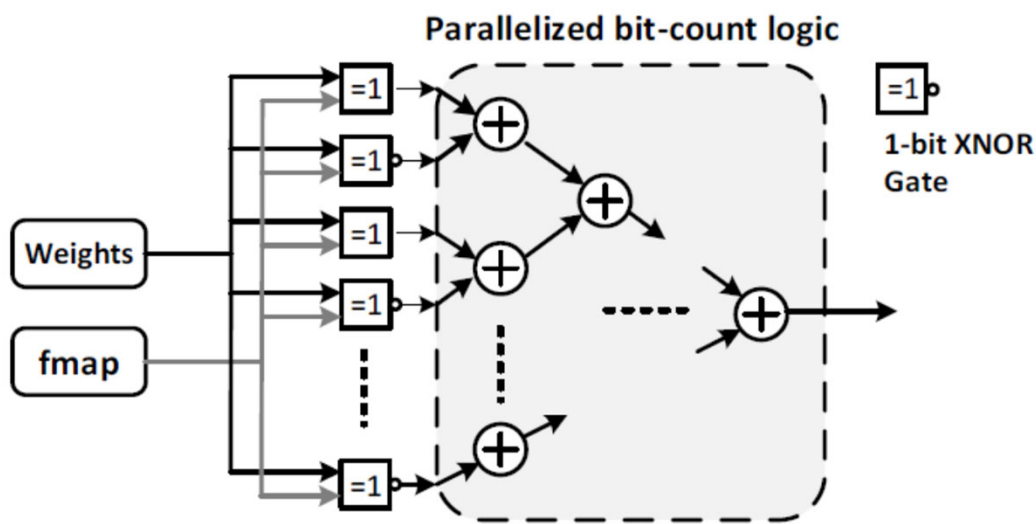 Parallelized bit-count logic
=1
=1
1-bit XNOR
Gate
=1
=1
Weights
=1
fmap
=1